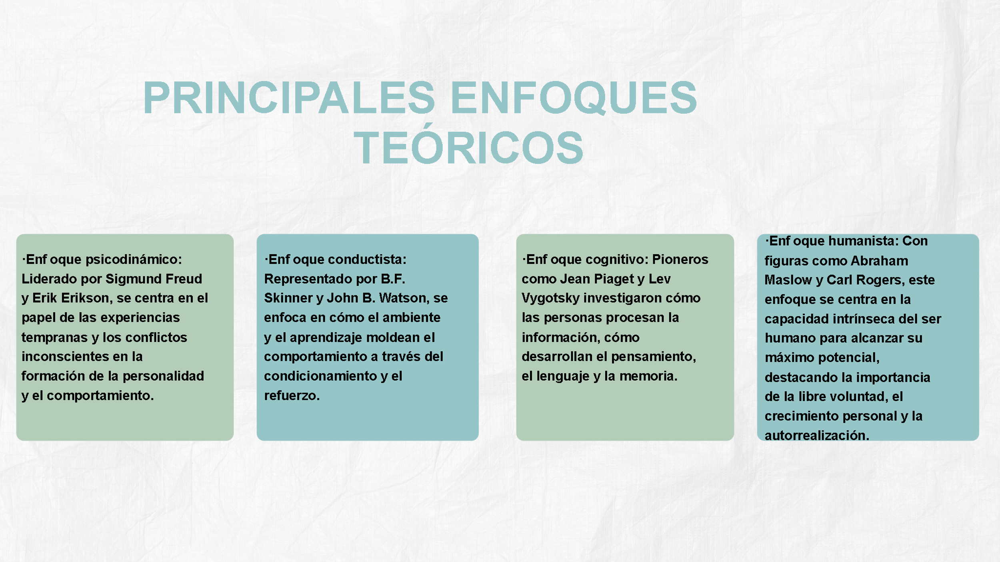 PRINCIPALES ENFOQUES
TEÓRICOS
·Enf oque psicodinámico:
Liderado por Sigmund Freud
y Erik Erikson, se centra en el
papel de las experiencias
tempranas y los conflictos
inconscientes en la
formación de la personalidad
y el comportamiento.
·Enf oque conductista:
Representado por B.F.
Skinner y John B. Watson, se
enfoca en cómo el ambiente
y el aprendizaje moldean el
comportamiento a través del
condicionamiento y el
refuerzo.
·Enf oque cognitivo: Pioneros
como Jean Piaget y Lev
Vygotsky investigaron cómo
las personas procesan la
información, cómo
desarrollan el pensamiento,
el lenguaje y la memoria.
·Enf oque humanista: Con
figuras como Abraham
Maslow y Carl Rogers, este
enfoque se centra en la
capacidad intrínseca del ser
humano para alcanzar su
máximo potencial,
destacando la importancia
de la libre voluntad, el
crecimiento personal y la
autorrealización.